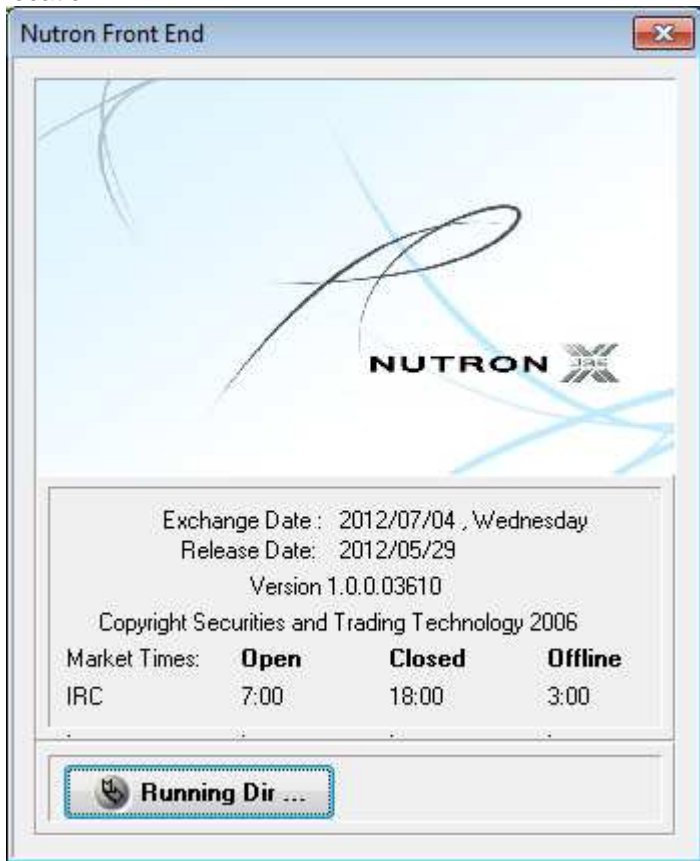 Nutron Front End
NUTRON JSE
Exchange Date : 2012/07/04 , Wednesday
Release Date: 2012/05/29
Version 1.0.0.03610
Copyright Securities and Trading Technology 2006
Market Times: Open Closed Offline
IRC 7:00 18:00 3:00
Running Dir ...